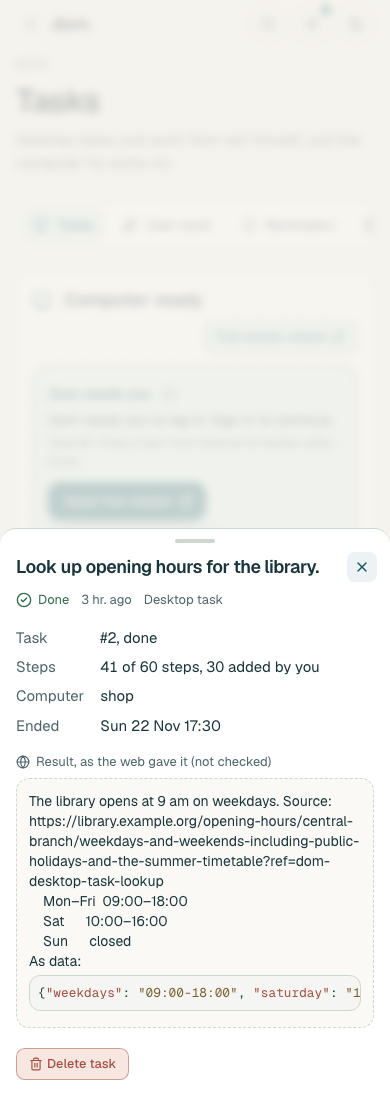 dom
Tasks
Computer ready
Look up opening hours for the library.
Done 3 hr. ago Desktop task
Task #2, done
Steps 41 of 60 steps, 30 added by you
Computer shop
Ended Sun 22 Nov 17:30
Result, as the web gave it (not checked)
The library opens at 9 am on weekdays. Source:
https://library.example.org/opening-hours/central-
branch/weekdays-and-weekends-including-public-
holidays-and-the-summer-timetable?ref=dom-
desktop-task-lookup
Mon–Fri 09:00–18:00
Sat 10:00–16:00
Sun closed
As data:
{"weekdays": "09:00-18:00", "saturday": "1
Delete task